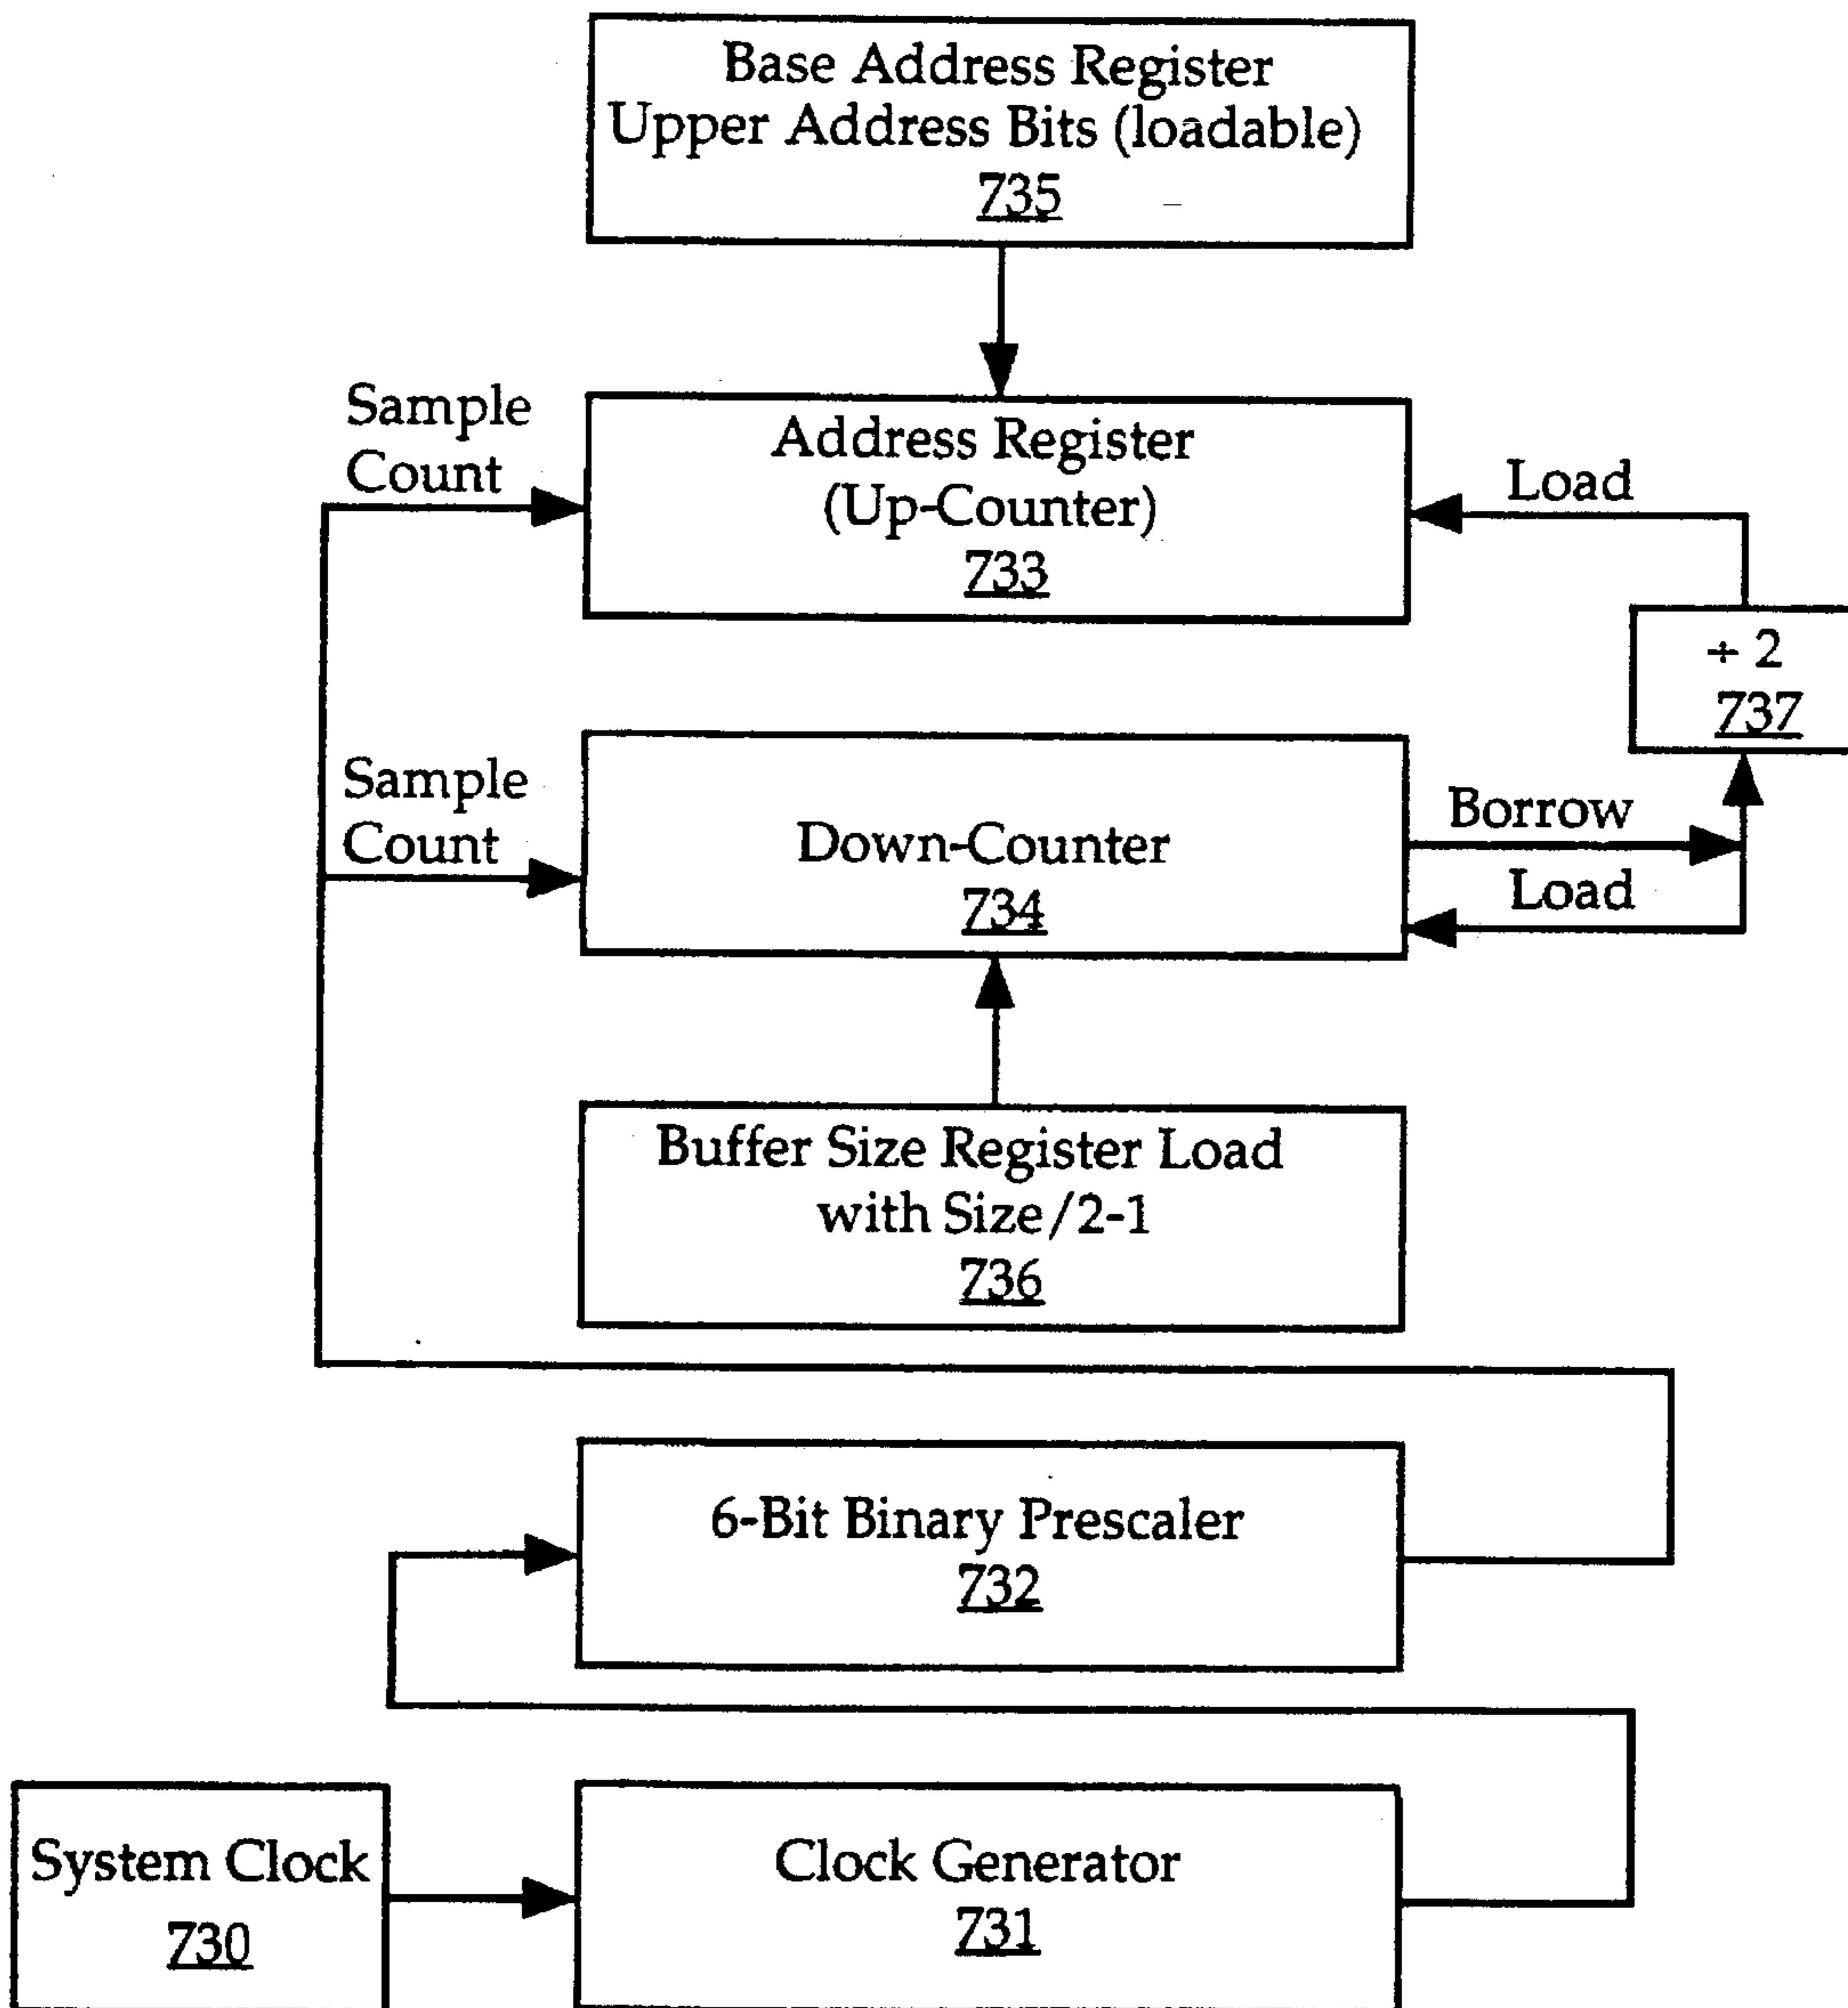 Base Address Register
Upper Address Bits (loadable)
735
Sample
Count
Address Register
(Up-Counter)
733
Load
÷ 2
737
Sample
Count
Down-Counter
734
Borrow
Load
Buffer Size Register Load
with Size/2-1
736
6-Bit Binary Prescaler
732
System Clock
730
Clock Generator
731